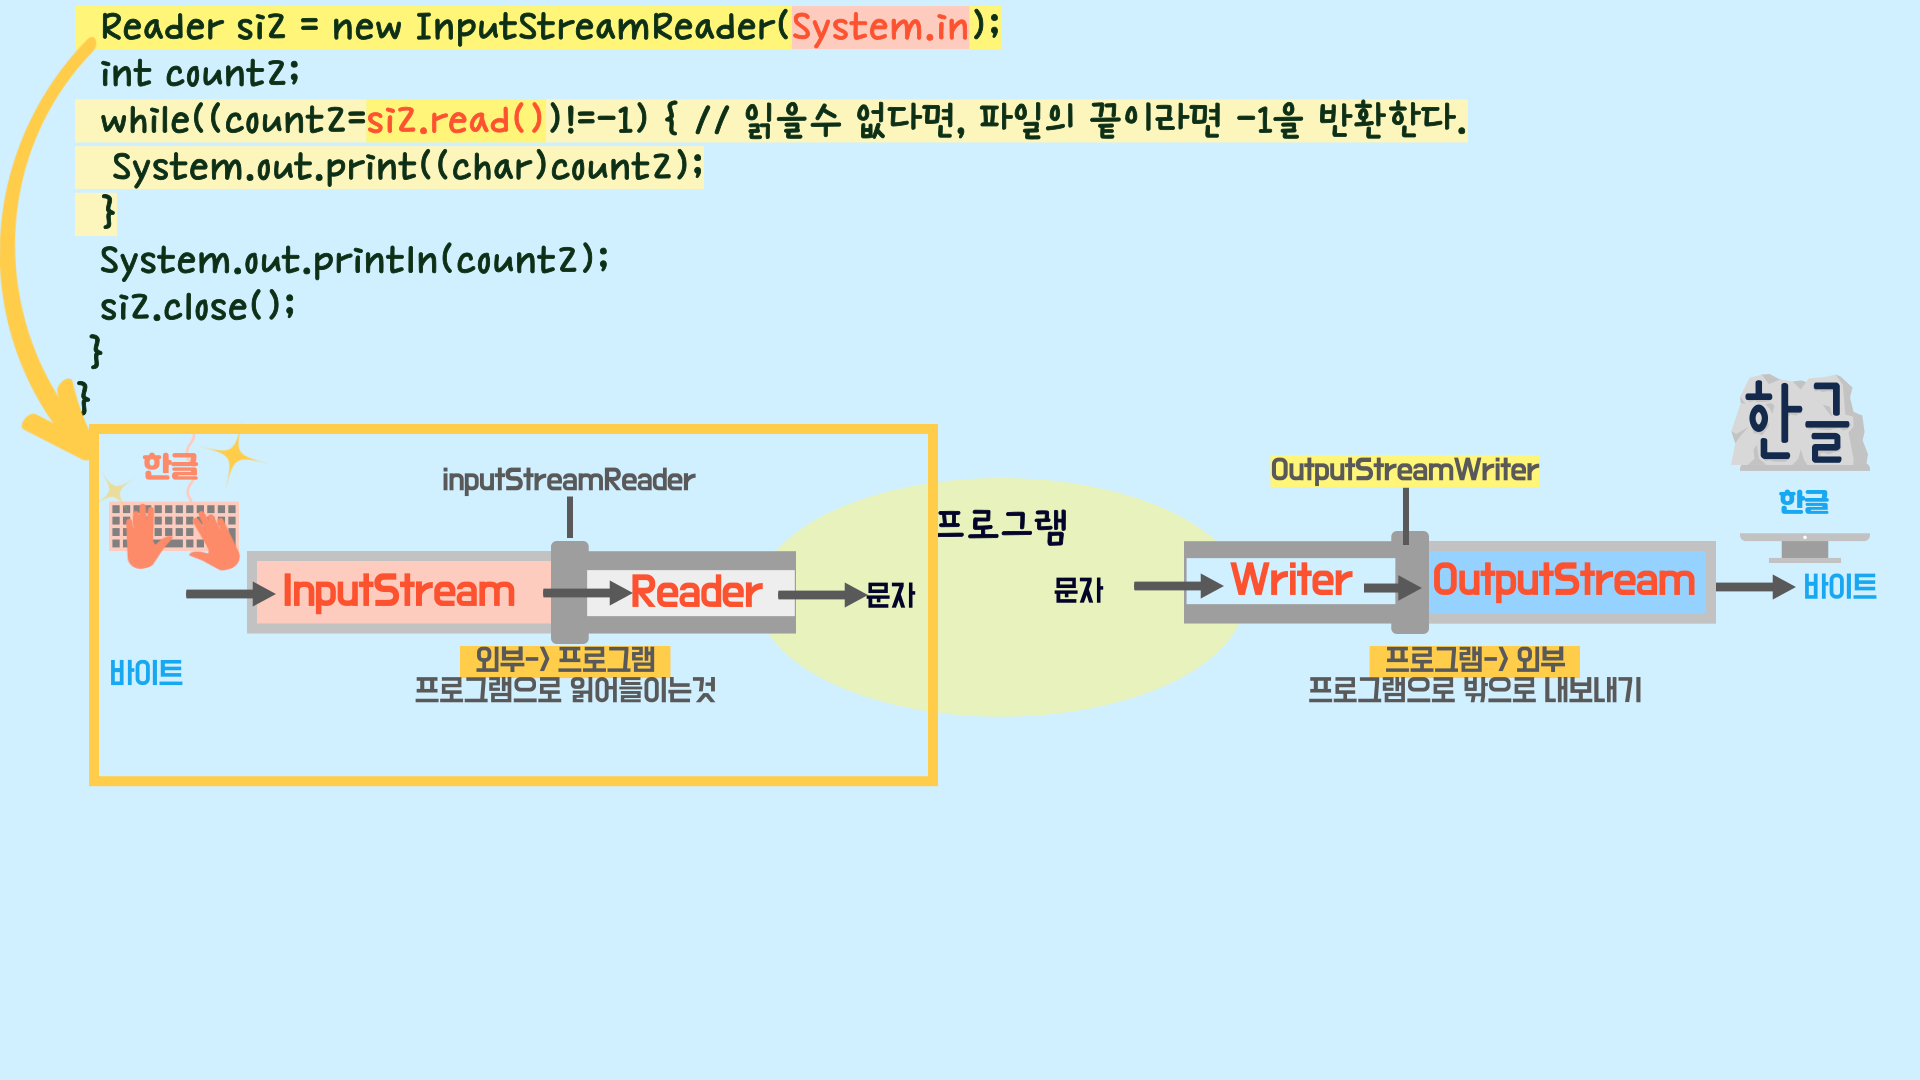 Reader si2 = new InputStreamReader(System.in);
int count2;
while((count2=si2.read())!=-1) { // 읽을수 없다면, 파일의 끝이라면 -1을 반환한다.
System.out.print((char)count2);
}
System.out.println(count2);
si2.close();
}
}
한글
inputStreamReader
InputStream
Reader
문자
바이트
외부-> 프로그램
프로그램으로 읽어들이는것
프로그램
한글
OutputStreamWriter
한글
문자
Writer
OutputStream
바이트
프로그램-> 외부
프로그램으로 밖으로 내보내기